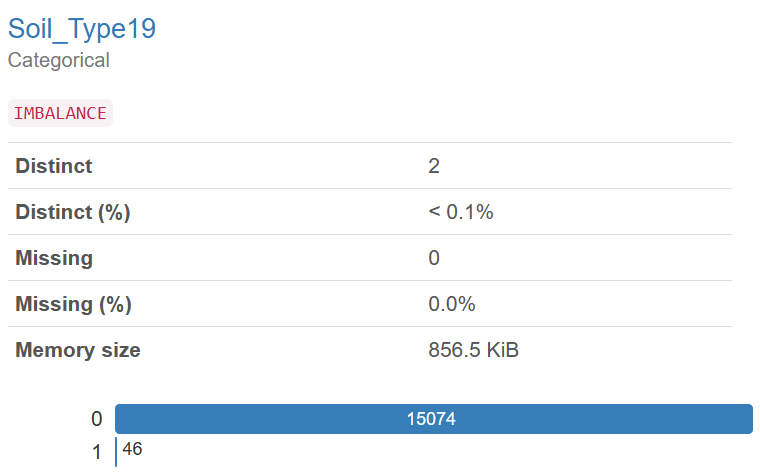 Soil_Type19
Categorical
IMBALANCE
Distinct 2
Distinct (%) < 0.1%
Missing 0
Missing (%) 0.0%
Memory size 856.5 KiB
0 15074
1 46